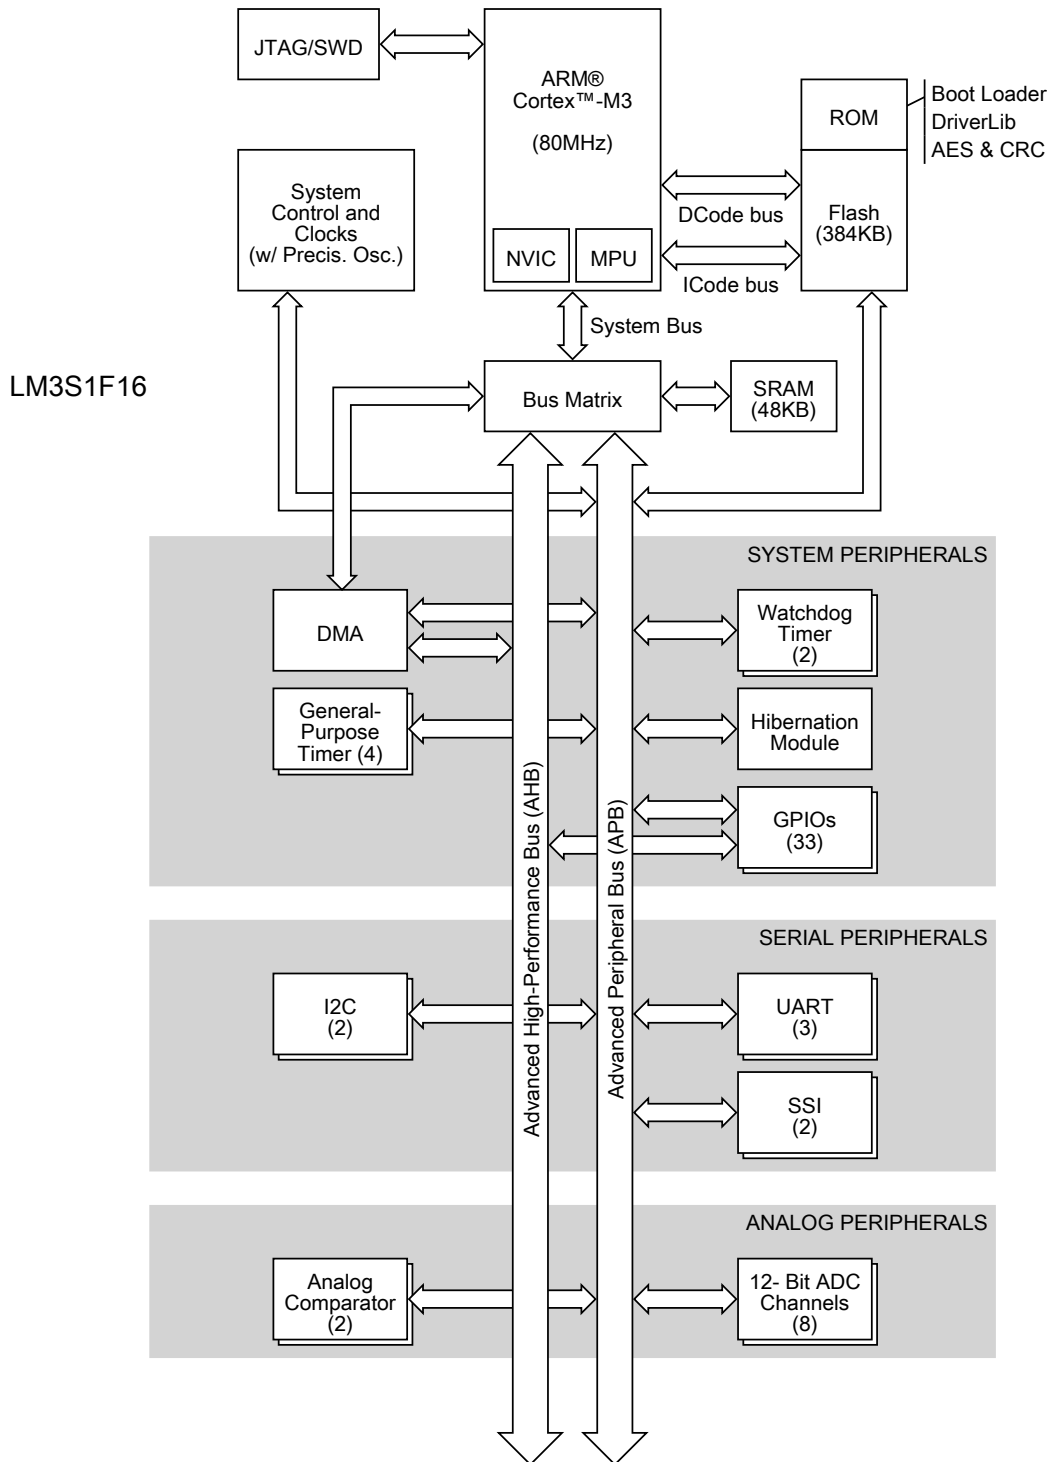 JTAG/SWD
ARM®
Cortex™-M3
(80MHz)
NVIC
MPU
ROM
Boot Loader
DriverLib
AES & CRC
Flash
(384KB)
DCode bus
ICode bus
System
Control and
Clocks
(w/ Precis. Osc.)
System Bus
LM3S1F16
Bus Matrix
SRAM
(48KB)
SYSTEM PERIPHERALS
DMA
Watchdog
Timer
(2)
General-
Purpose
Timer (4)
Hibernation
Module
GPIOs
(33)
Advanced High-Performance Bus (AHB)
Advanced Peripheral Bus (APB)
SERIAL PERIPHERALS
I2C
(2)
UART
(3)
SSI
(2)
ANALOG PERIPHERALS
Analog
Comparator
(2)
12- Bit ADC
Channels
(8)